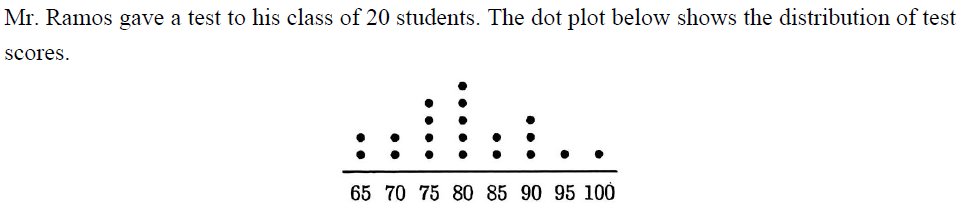 Mr. Ramos gave a test to his class of 20 students. The dot plot below shows the distribution of test
scores.
65 70 75 80 85 90 95 100